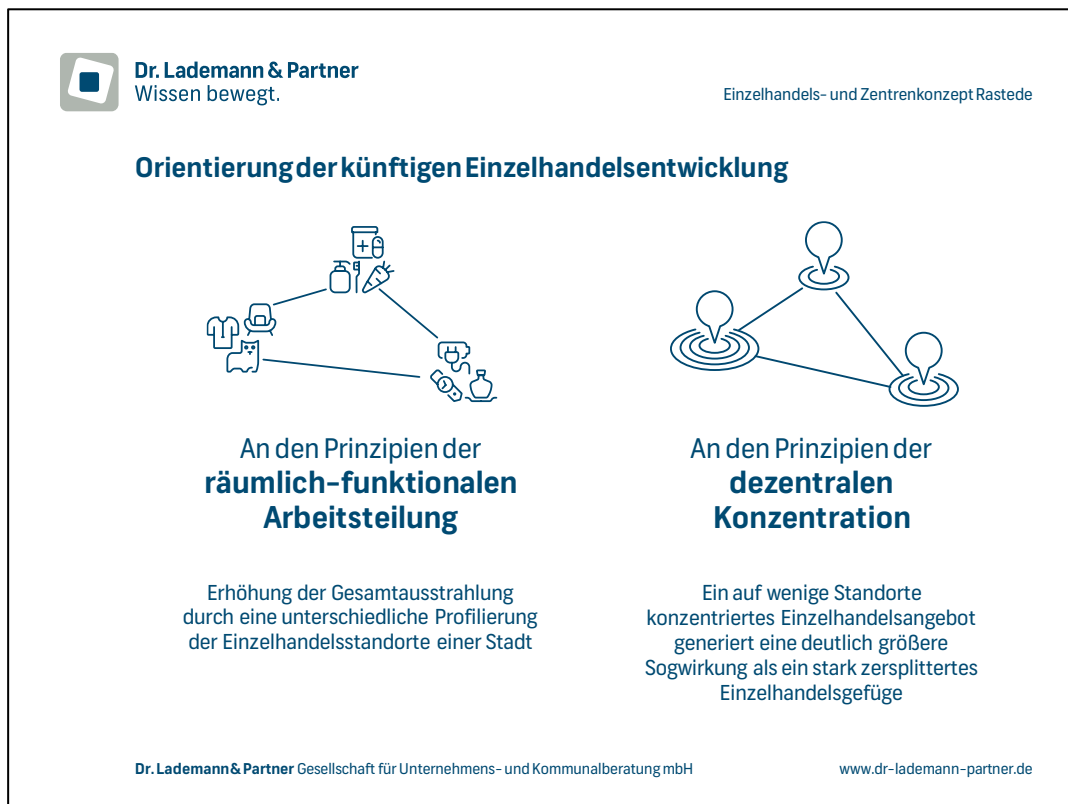 Dr. Lademann & Partner
Wissen bewegt.
Einzelhandels- und Zentrenkonzept Rastede
Orientierung der künftigen Einzelhandelsentwicklung
An den Prinzipien der
räumlich-funktionalen
Arbeitsteilung
Erhöhung der Gesamtausstrahlung
durch eine unterschiedliche Profilierung
der Einzelhandelsstandorte einer Stadt
An den Prinzipien der
dezentralen
Konzentration
Ein auf wenige Standorte
konzentriertes Einzelhandelsangebot
generiert eine deutlich größere
Sogwirkung als ein stark zersplittertes
Einzelhandelsgefüge
Dr. Lademann & Partner Gesellschaft für Unternehmens- und Kommunalberatung mbH
www.dr-lademann-partner.de